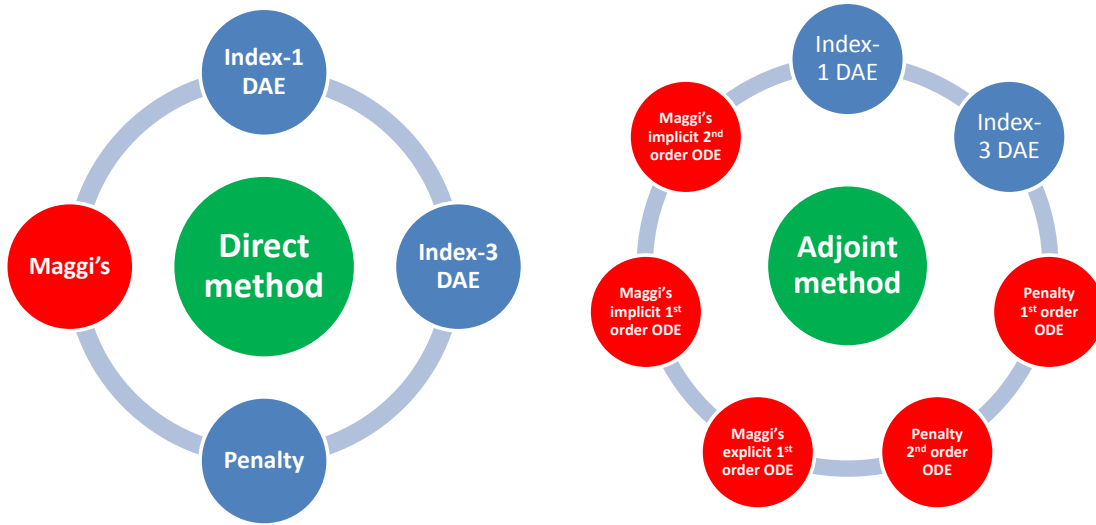 Index-1
DAE
Maggi's
Direct
method
Index-3
DAE
Penalty
Index-
1 DAE
Maggi's
implicit 2nd
order ODE
Index-
3 DAE
Adjoint
method
Maggi's
implicit 1st
order ODE
Penalty
1st order
ODE
Maggi's
explicit 1st
order ODE
Penalty
2nd order
ODE